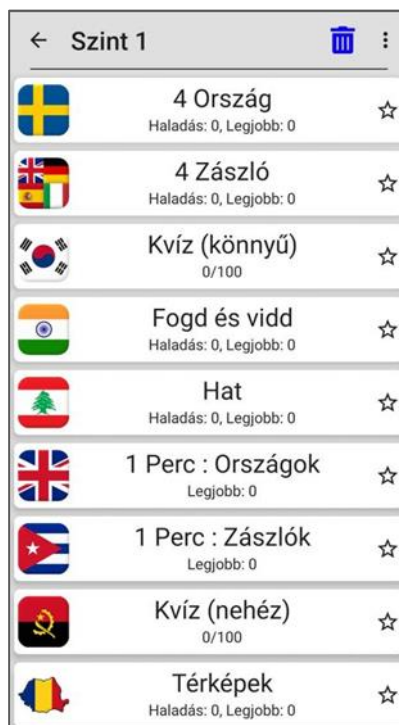 Szint 1
4 Ország
Haladás: 0, Legjobb: 0
4 Zászló
Haladás: 0, Legjobb: 0
Kvíz (könnyű)
0/100
Fogd és vidd
Haladás: 0, Legjobb: 0
Hat
Haladás: 0, Legjobb: 0
1 Perc : Országok
Legjobb: 0
1 Perc : Zászlók
Legjobb: 0
Kvíz (nehéz)
0/100
Térképek
Haladás: 0, Legjobb: 0